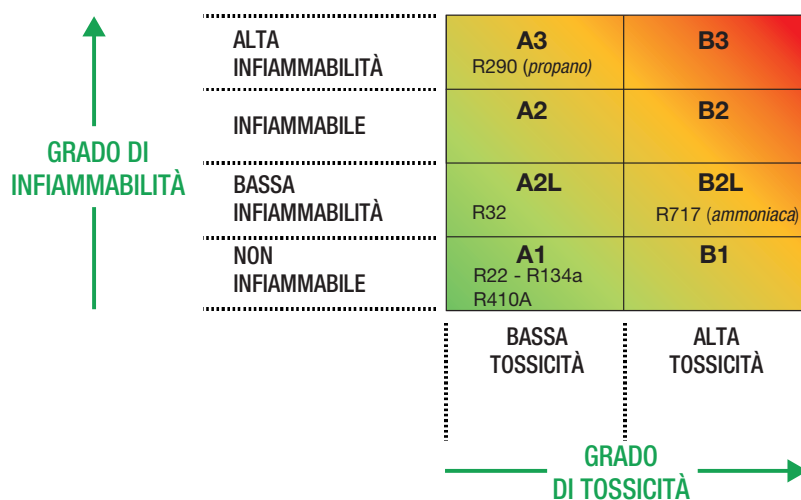 ALTA
INFIAMMABILITÀ
A3
R290 (propano)
B3
INFIAMMABILE
A2
B2
GRADO DI
INFIAMMABILITÀ
BASSA
INFIAMMABILITÀ
A2L
R32
B2L
R717 (ammoniaca)
NON
INFIAMMABILE
A1
R22 - R134a
R410A
B1
BASSA
TOSSICITÀ
ALTA
TOSSICITÀ
GRADO
DI TOSSICITÀ